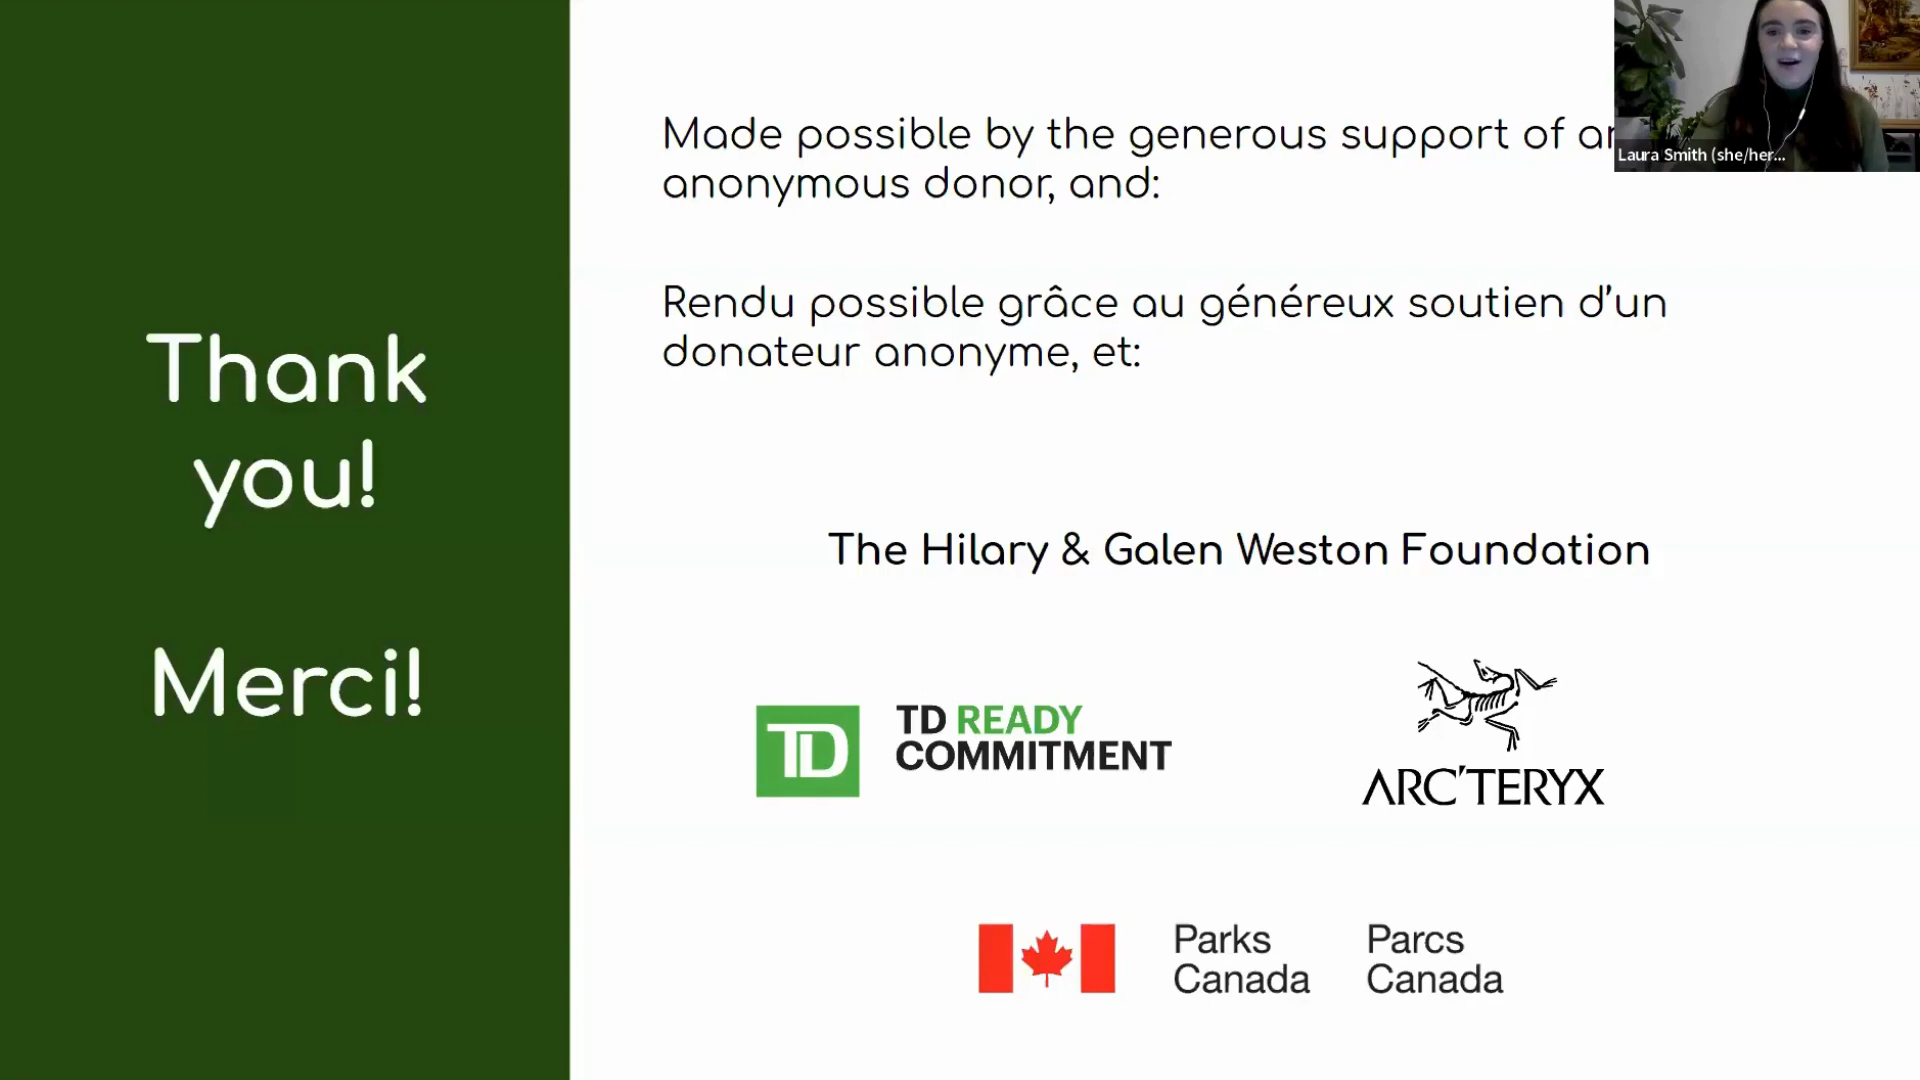 Thank
you!
Merci!
Made possible by the generous support of
anonymous donor, and:
Rendu possible grâce au généreux soutien d’un
donateur anonyme, et:
The Hilary & Galen Weston Foundation
TD
TD READY
COMMITMENT
ARC'TERYX
Parks
Canada
Parcs
Canada
Laura Smith (she/her...